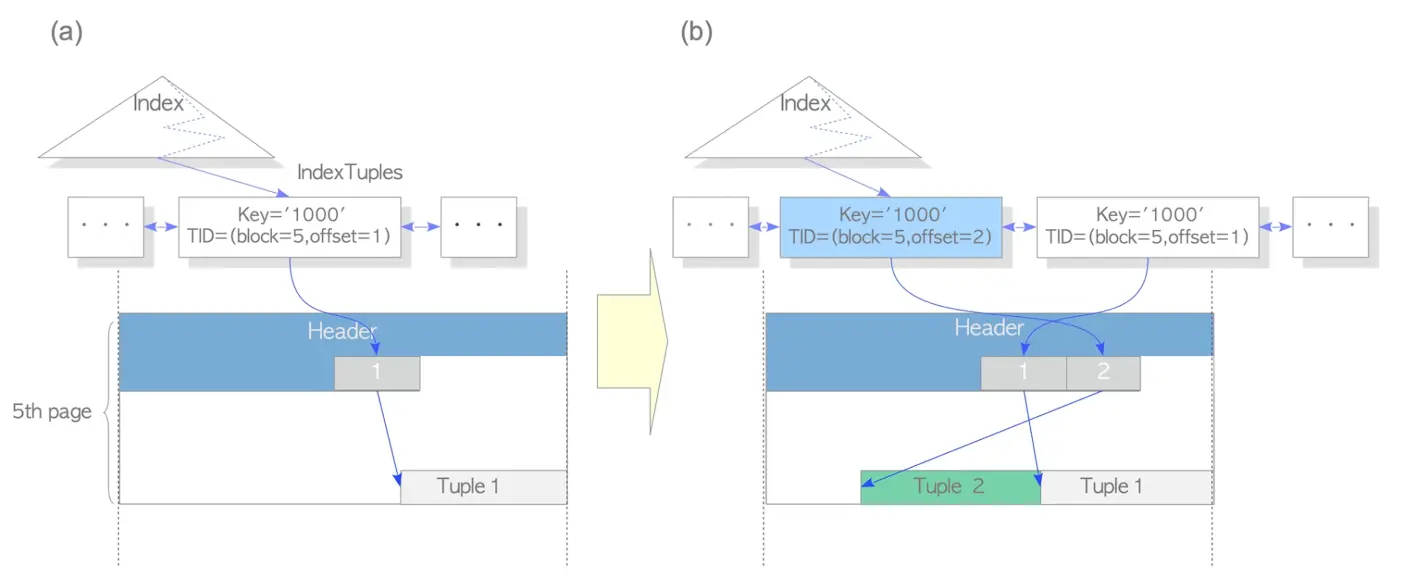 (a)
(b)
Index
Index
IndexTuples
. . .
Key='1000'
TID=(block=5,offset=1)
. . .
. . .
Key='1000'
TID=(block=5,offset=2)
Key='1000'
TID=(block=5,offset=1)
. . .
Header
1
5th page
Tuple 1
Header
1
2
Tuple 2
Tuple 1